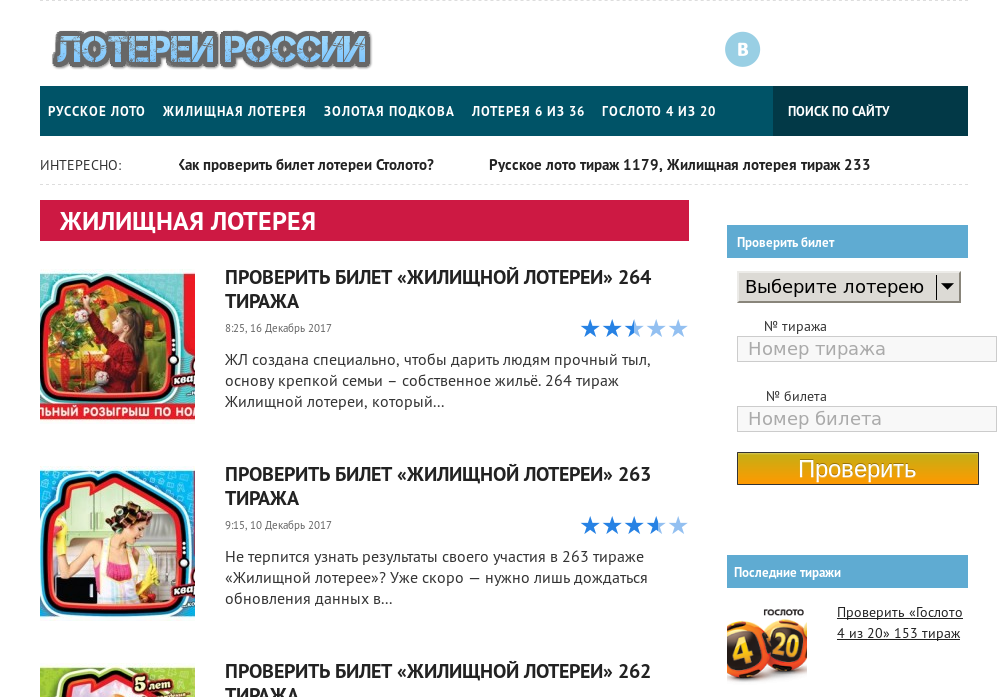 ЛОТЕРЕИ РОССИИ
B
РУССКОЕ ЛОТО ЖИЛИЩНАЯ ЛОТЕРЕЯ ЗОЛОТАЯ ПОДКОВА ЛОТЕРЕЯ 6 ИЗ 36 ГОСЛОТО 4 ИЗ 20 ПОИСК ПО САЙТУ
ИНТЕРЕСНО: Как проверить билет лотереи Столото? Русское лото тираж 1179, Жилищная лотерея тираж 233
ЖИЛИЩНАЯ ЛОТЕРЕЯ
ПРОВЕРИТЬ БИЛЕТ «ЖИЛИЩНОЙ ЛОТЕРЕИ» 264
ТИРАЖА
8:25, 16 Декабрь 2017
ЖЛ создана специально, чтобы дарить людям прочный тыл,
основу крепкой семьи – собственное жильё. 264 тираж
Жилищной лотереи, который...
ЛЬНЫЙ РОЗЫГРЫШ ПО НО
ПРОВЕРИТЬ БИЛЕТ «ЖИЛИЩНОЙ ЛОТЕРЕИ» 263
ТИРАЖА
9:15, 10 Декабрь 2017
Не терпится узнать результаты своего участия в 263 тираже
«Жилищной лотерее»? Уже скоро — нужно лишь дождаться
обновления данных в...
ПРОВЕРИТЬ БИЛЕТ «ЖИЛИЩНОЙ ЛОТЕРЕИ» 262
ТИРАЖА
5 лет
Проверить билет
Выберите лотерею
№ тиража
Номер тиража
№ билета
Номер билета
Проверить
Последние тиражи
ГОСЛОТО
4 20
Проверить «Гослото
4 из 20» 153 тираж